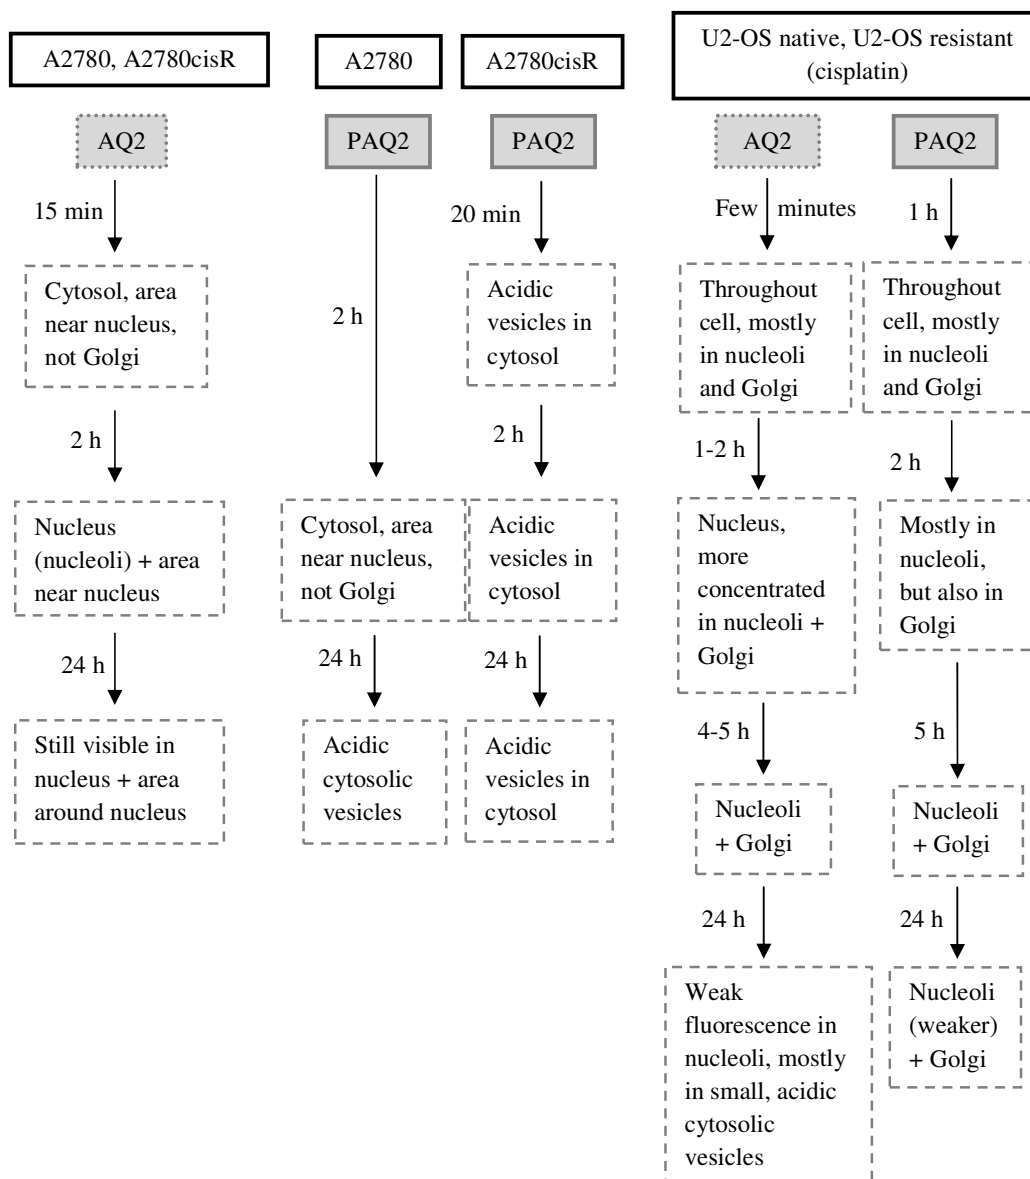 A2780, A2780cisR
AQ2
15 min
Cytosol, area
near nucleus,
not Golgi
2 h
Nucleus
(nucleoli) + area
near nucleus
24 h
Still visible in
nucleus + area
around nucleus
A2780
PAQ2
2 h
Cytosol, area
near nucleus,
not Golgi
24 h
Acidic
cytosolic
vesicles
A2780cisR
PAQ2
20 min
Acidic
vesicles in
cytosol
2 h
Acidic
vesicles in
cytosol
24 h
Acidic
vesicles in
cytosol
U2-OS native, U2-OS resistant
(cisplatin)
AQ2
Few minutes
Throughout
cell, mostly
in nucleoli
and Golgi
1-2 h
Nucleus,
more
concentrated
in nucleoli +
Golgi
4-5 h
Nucleoli
+ Golgi
24 h
Weak
fluorescence in
nucleoli, mostly
in small, acidic
cytosolic
vesicles
PAQ2
1 h
Throughout
cell, mostly
in nucleoli
and Golgi
2 h
Mostly in
nucleoli,
but also in
Golgi
5 h
Nucleoli
+ Golgi
24 h
Nucleoli
(weaker)
+ Golgi